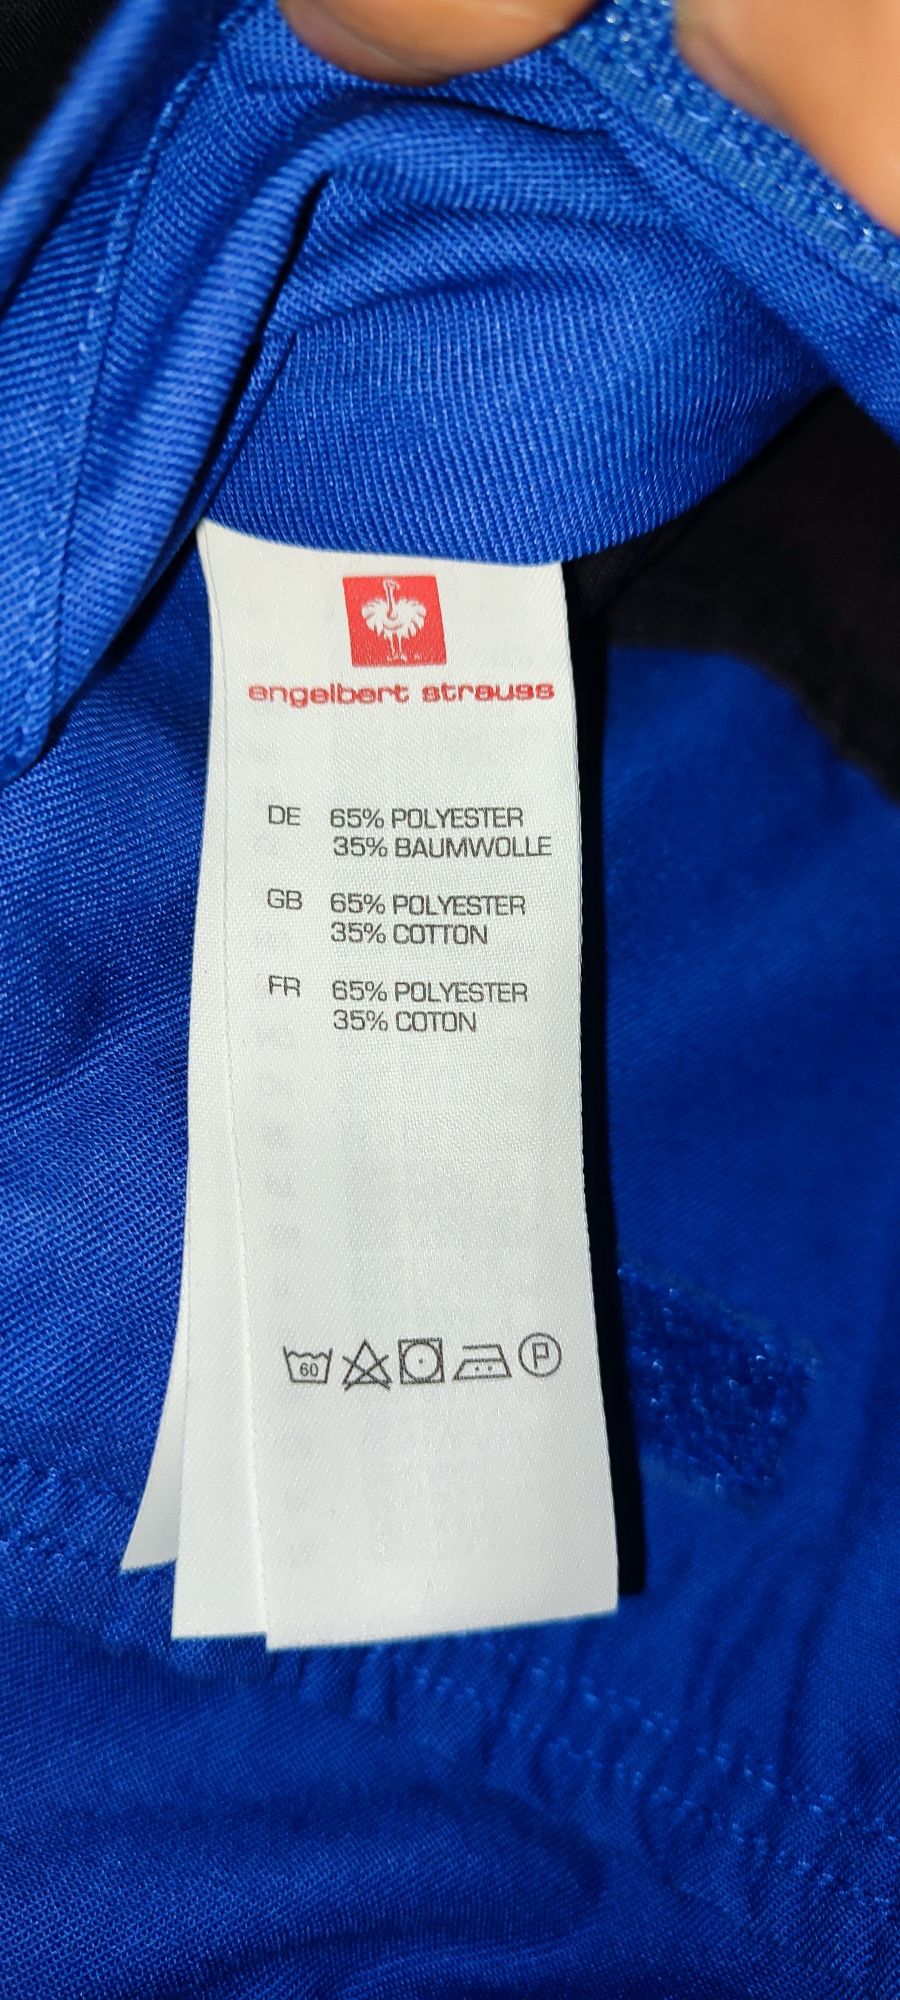 engelbert strauss
DE 65% POLYESTER
35% BAUMWOLLE
GB 65% POLYESTER
35% COTTON
FR 65% POLYESTER
35% COTON
60 P